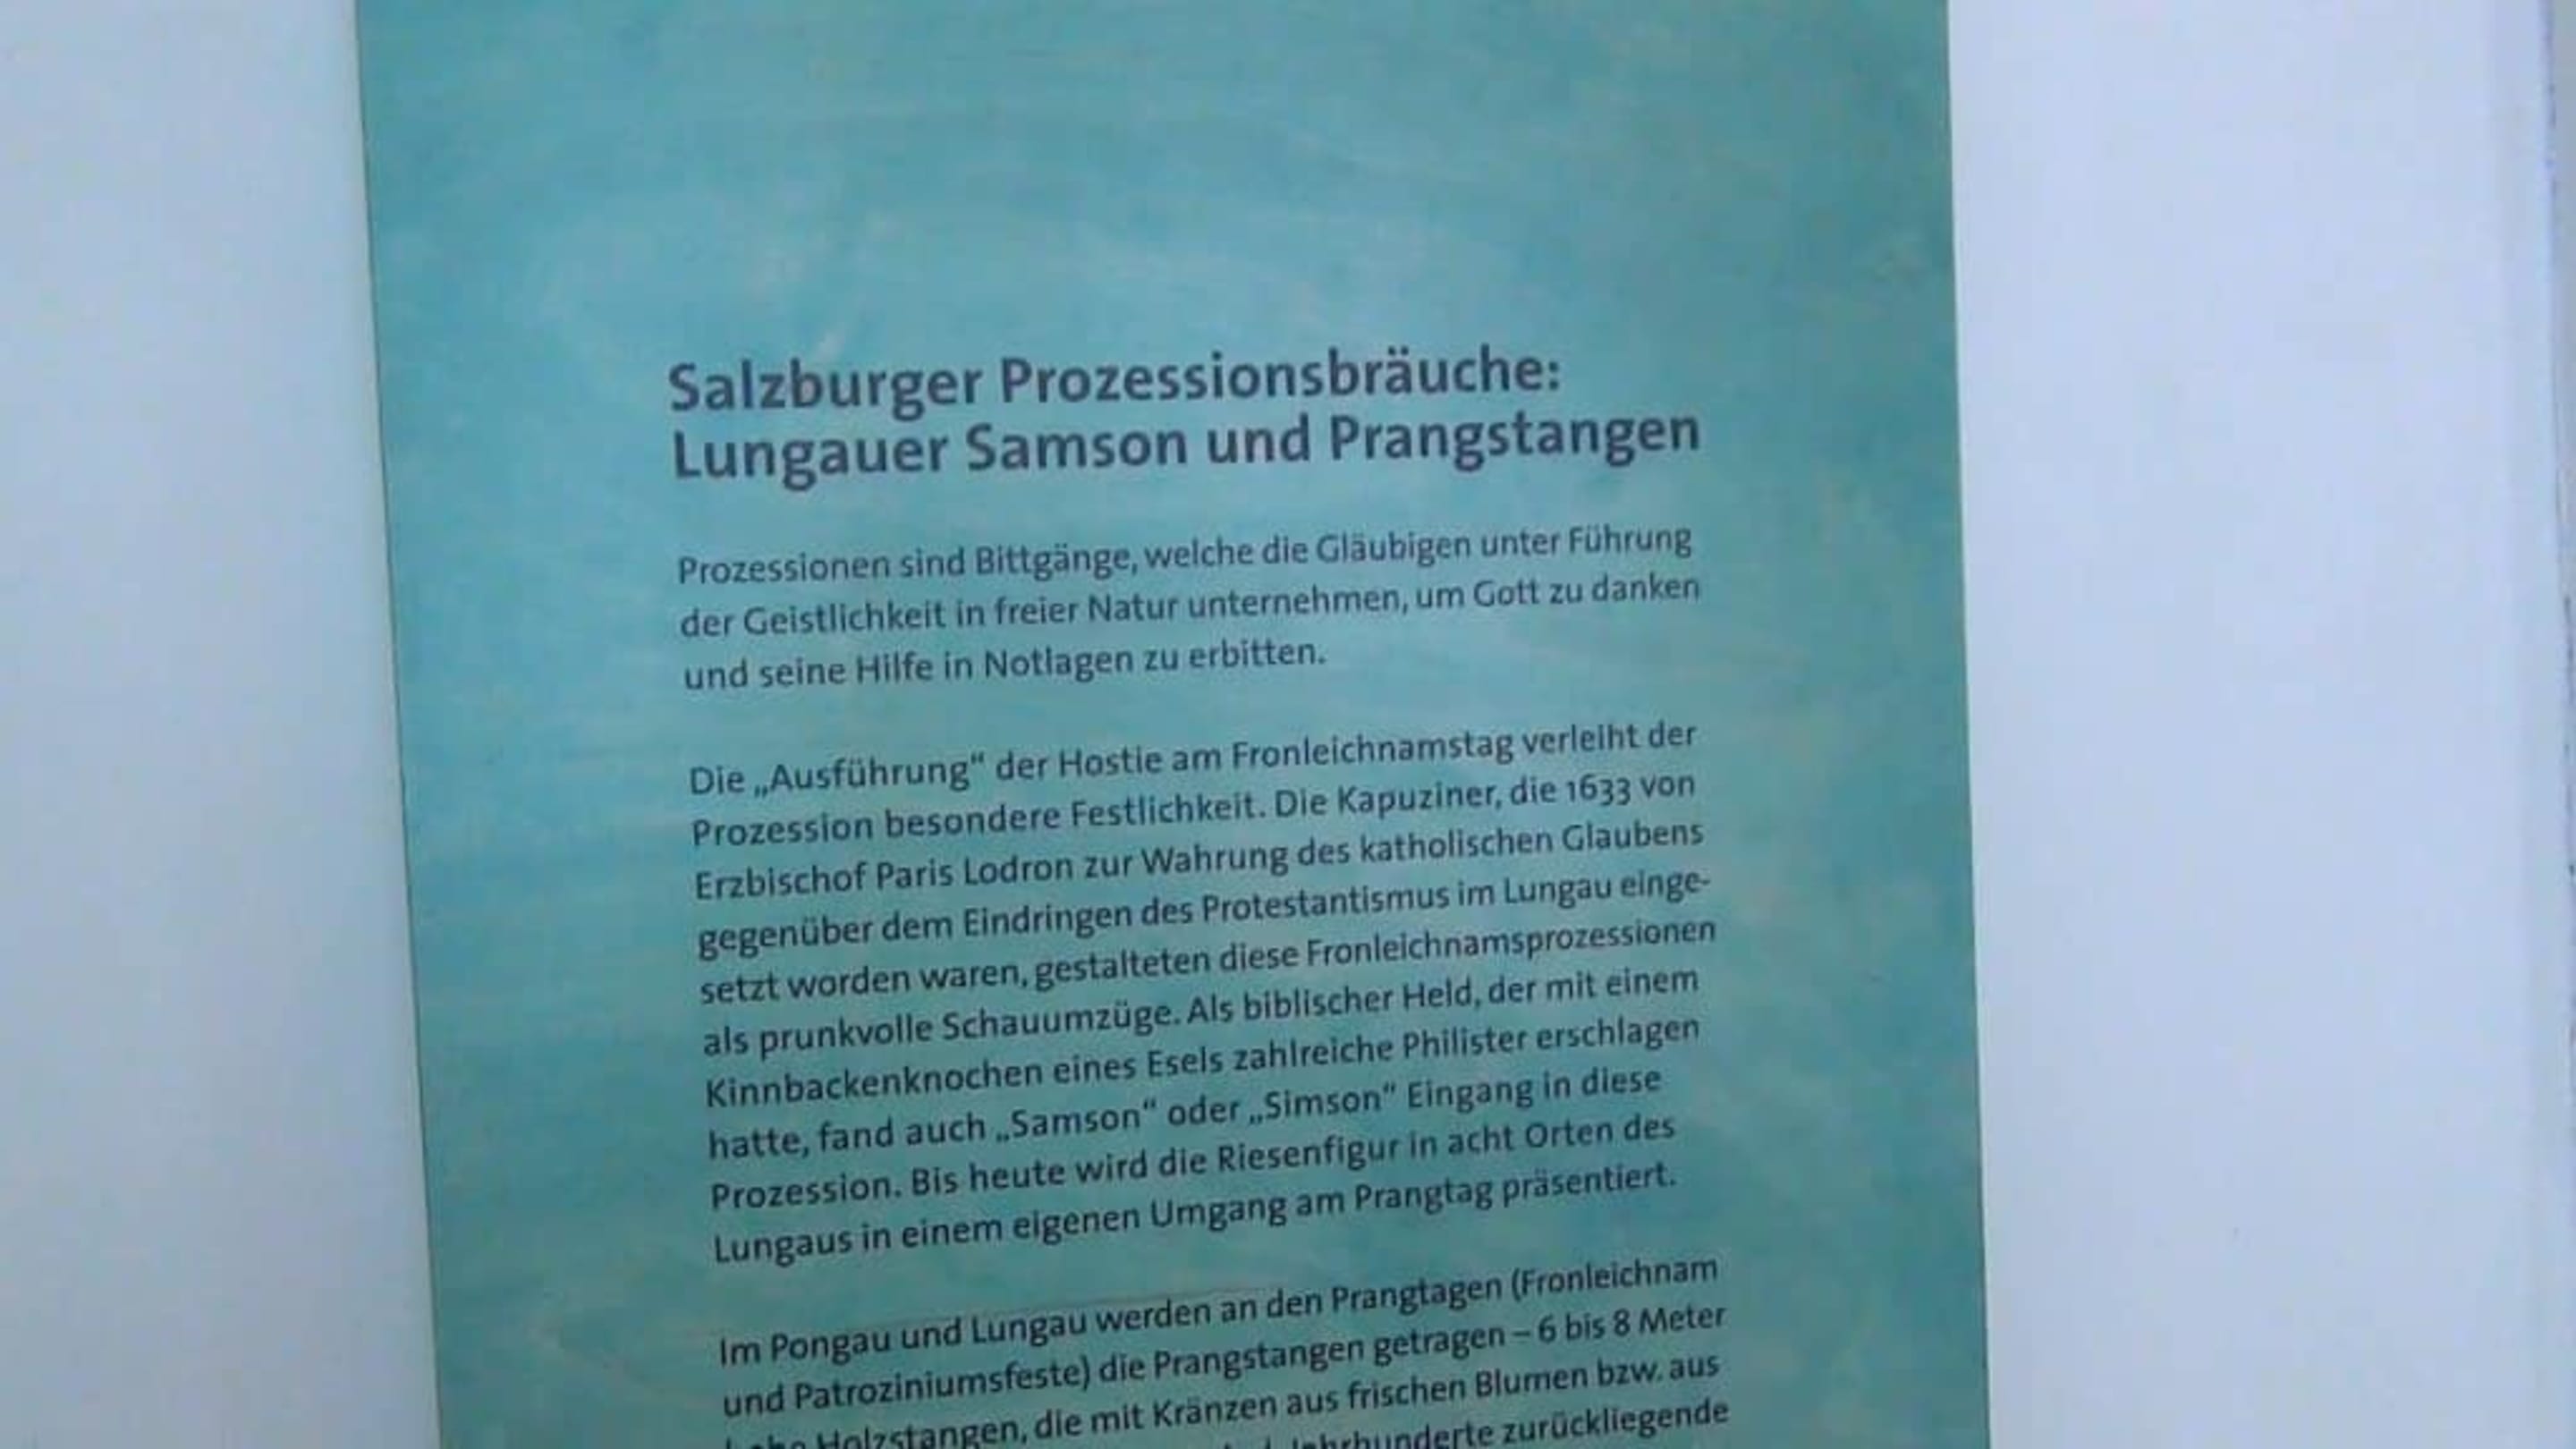 Salzburger Prozessionsbräuche:
Lungauer Samson und Prangstangen
Prozessionen sind Bittgänge, welche die Gläubigen unter Führung
der Geistlichkeit in freier Natur unternehmen, um Gott zu danken
und seine Hilfe in Notlagen zu erbitten.
Die „Ausführung“ der Hostie am Fronleichnamstag verleiht der
Prozession besondere Festlichkeit. Die Kapuziner, die 1633 von
Erzbischof Paris Lodron zur Wahrung des katholischen Glaubens
gegenüber dem Eindringen des Protestantismus im Lungau einge-
setzt worden waren, gestalteten diese Fronleichnamsprozessionen
als prunkvolle Schauumzüge. Als biblischer Held, der mit einem
Kinnbackenknochen eines Esels zahlreiche Philister erschlagen
hatte, fand auch „Samson“ oder „Simson“ Eingang in diese
Prozession. Bis heute wird die Riesenfigur in acht Orten des
Lungaus in einem eigenen Umgang am Prangtag präsentiert.
Im Pongau und Lungau werden an den Prangtagen (Fronleichnam
und Patroziniumsfeste) die Prangstangen getragen – 6 bis 8 Meter
Holzstangen, die mit Kränzen aus frischen Blumen bzw. aus
Jahrhunderte zurückliegende